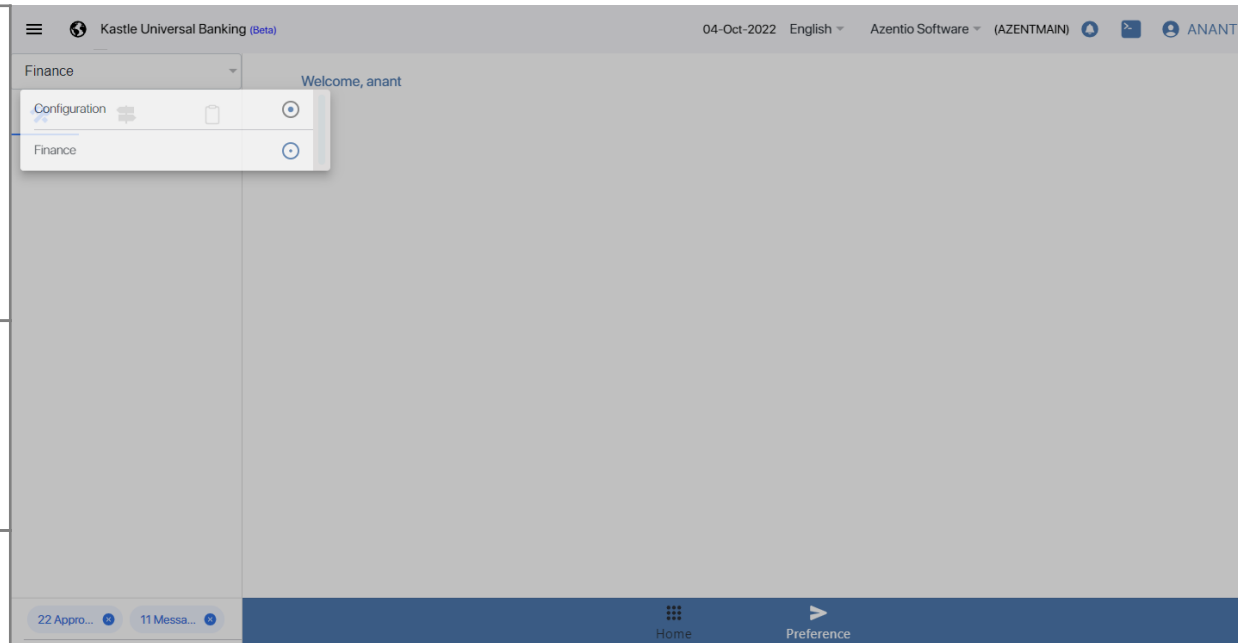 Kastle Universal Banking (Beta)
04-Oct-2022 English Azentio Software (AZENTMAIN) ANANT
Finance
Welcome, anant
Configuration
Finance
22 Appro... 11 Messa...
Home Preference